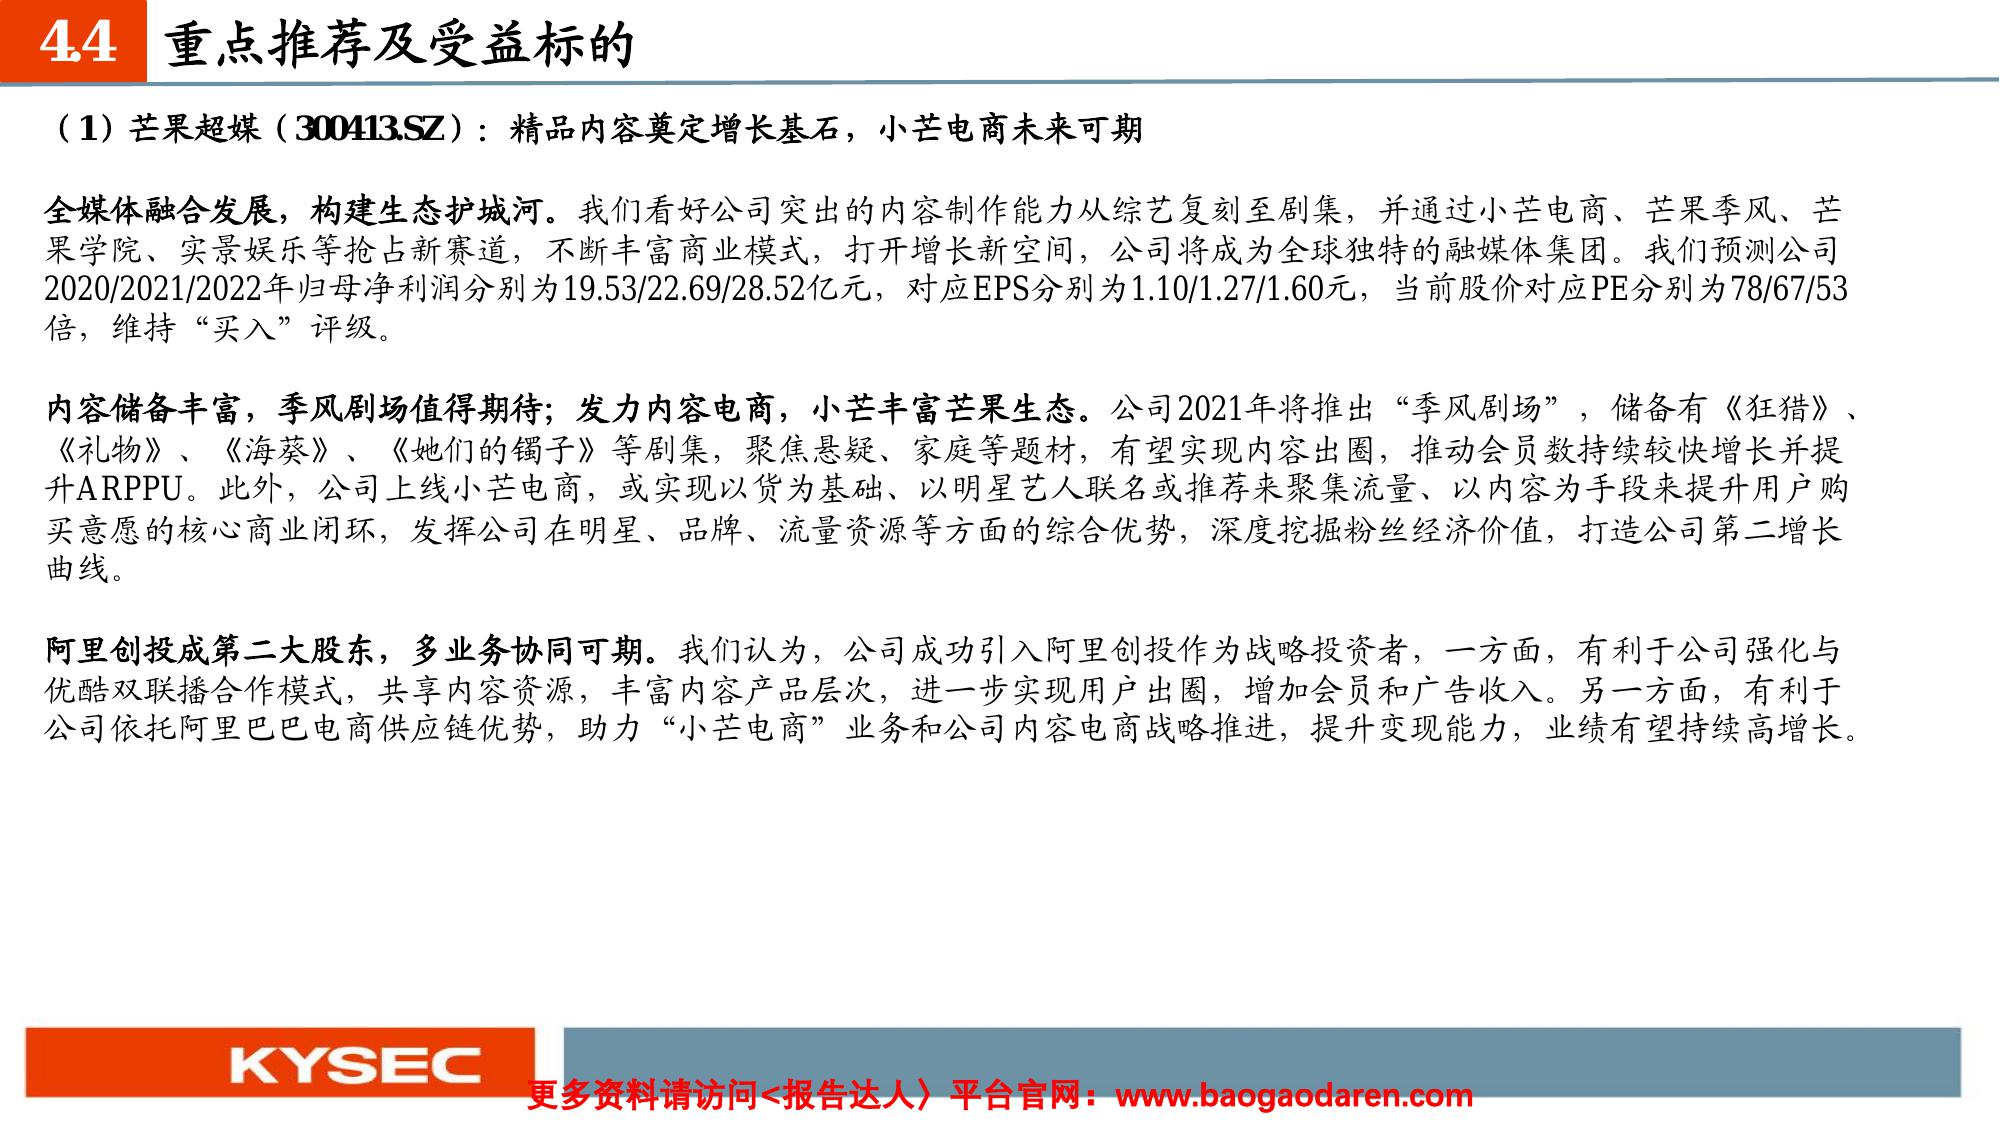 4.4 重点推荐及受益标的
（1）芒果超媒（300413.SZ）：精品内容奠定增长基石，小芒电商未来可期
全媒体融合发展，构建生态护城河。我们看好公司突出的内容制作能力从综艺复刻至剧集，并通过小芒电商、芒果季风、芒
果学院、实景娱乐等抢占新赛道，不断丰富商业模式，打开增长新空间，公司将成为全球独特的融媒体集团。我们预测公司
2020/2021/2022年归母净利润分别为19.53/22.69/28.52亿元，对应EPS分别为1.10/1.27/1.60元，当前股价对应PE分别为78/67/53
倍，维持“买入”评级。
内容储备丰富，季风剧场值得期待；发力内容电商，小芒丰富芒果生态。公司2021年将推出“季风剧场”，储备有《狂猎》、
《礼物》、《海葵》、《她们的镯子》等剧集，聚焦悬疑、家庭等题材，有望实现内容出圈，推动会员数持续较快增长并提
升ARPPU。此外，公司上线小芒电商，或实现以货为基础、以明星艺人联名或推荐来聚集流量、以内容为手段来提升用户购
买意愿的核心商业闭环，发挥公司在明星、品牌、流量资源等方面的综合优势，深度挖掘粉丝经济价值，打造公司第二增长
曲线。
阿里创投成第二大股东，多业务协同可期。我们认为，公司成功引入阿里创投作为战略投资者，一方面，有利于公司强化与
优酷双联播合作模式，共享内容资源，丰富内容产品层次，进一步实现用户出圈，增加会员和广告收入。另一方面，有利于
公司依托阿里巴巴电商供应链优势，助力“小芒电商”业务和公司内容电商战略推进，提升变现能力，业绩有望持续高增长。
KYSEC
更多资料请访问<报告达人〉平台官网：www.baogaodaren.com